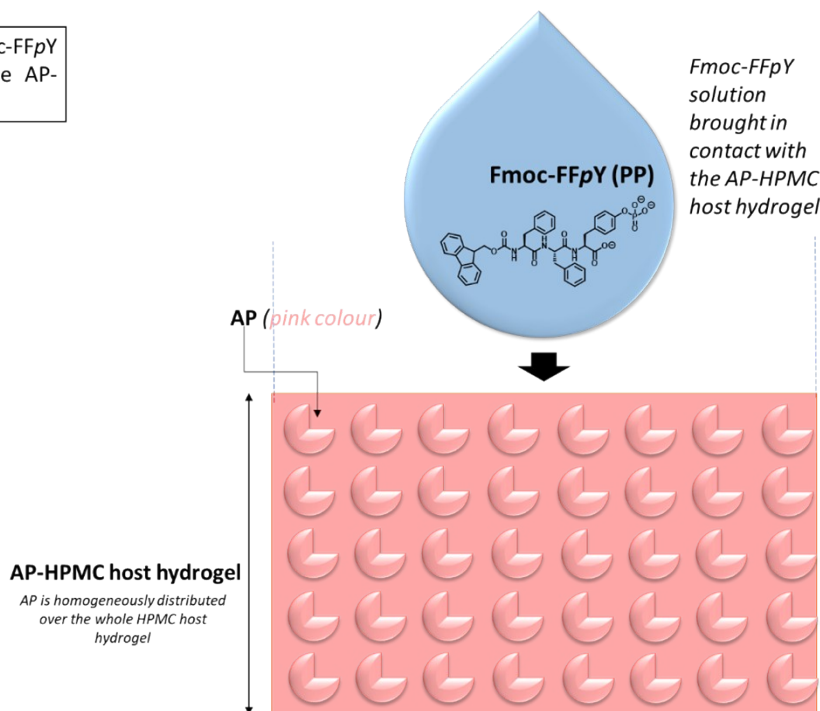 c-FFpY
e AP-
Fmoc-FFpY
solution
brought in
contact with
the AP-HPMC
host hydrogel
Fmoc-FFpY (PP)
AP (pink colour)
AP-HPMC host hydrogel
AP is homogeneously distributed
over the whole HPMC host
hydrogel